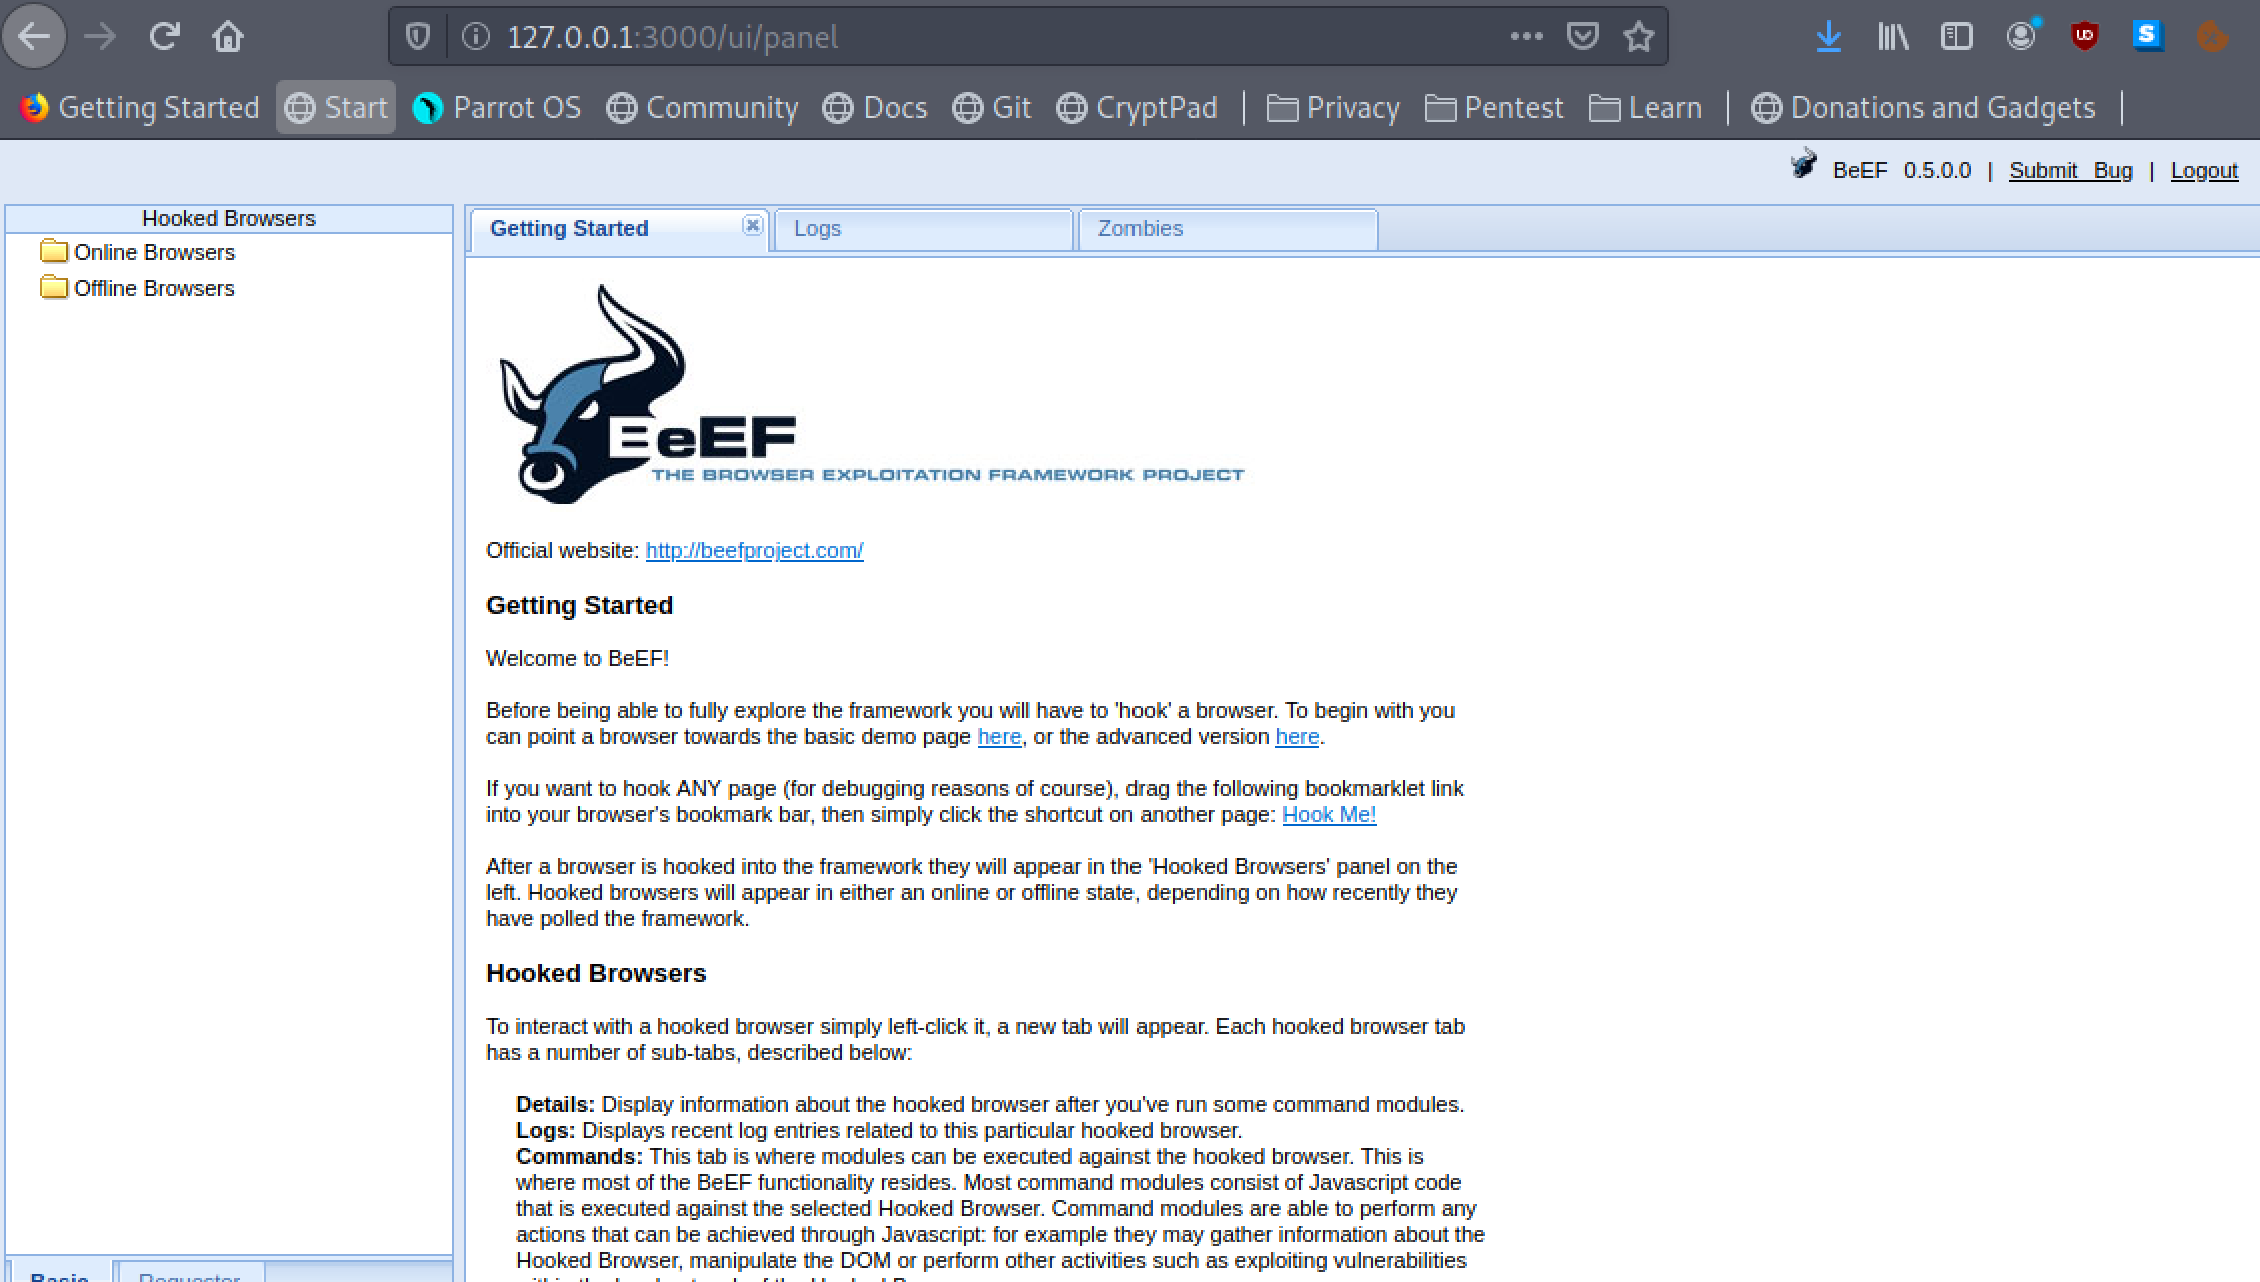 127.0.0.1:3000/ui/panel
Getting Started Start Parrot OS Community Docs Git CryptPad Privacy Pentest Learn Donations and Gadgets
BeEF 0.5.0.0 | Submit Bug | Logout
Hooked Browsers
Online Browsers
Offline Browsers
Getting Started Logs Zombies
BeEF
THE BROWSER EXPLOITATION FRAMEWORK PROJECT
Official website: http://beefproject.com/
Getting Started
Welcome to BeEF!
Before being able to fully explore the framework you will have to 'hook' a browser. To begin with you
can point a browser towards the basic demo page here, or the advanced version here.
If you want to hook ANY page (for debugging reasons of course), drag the following bookmarklet link
into your browser's bookmark bar, then simply click the shortcut on another page: Hook Me!
After a browser is hooked into the framework they will appear in the 'Hooked Browsers' panel on the
left. Hooked browsers will appear in either an online or offline state, depending on how recently they
have polled the framework.
Hooked Browsers
To interact with a hooked browser simply left-click it, a new tab will appear. Each hooked browser tab
has a number of sub-tabs, described below:
Details: Display information about the hooked browser after you've run some command modules.
Logs: Displays recent log entries related to this particular hooked browser.
Commands: This tab is where modules can be executed against the hooked browser. This is
where most of the BeEF functionality resides. Most command modules consist of Javascript code
that is executed against the selected Hooked Browser. Command modules are able to perform any
actions that can be achieved through Javascript: for example they may gather information about the
Hooked Browser, manipulate the DOM or perform other activities such as exploiting vulnerabilities
Basic Requester